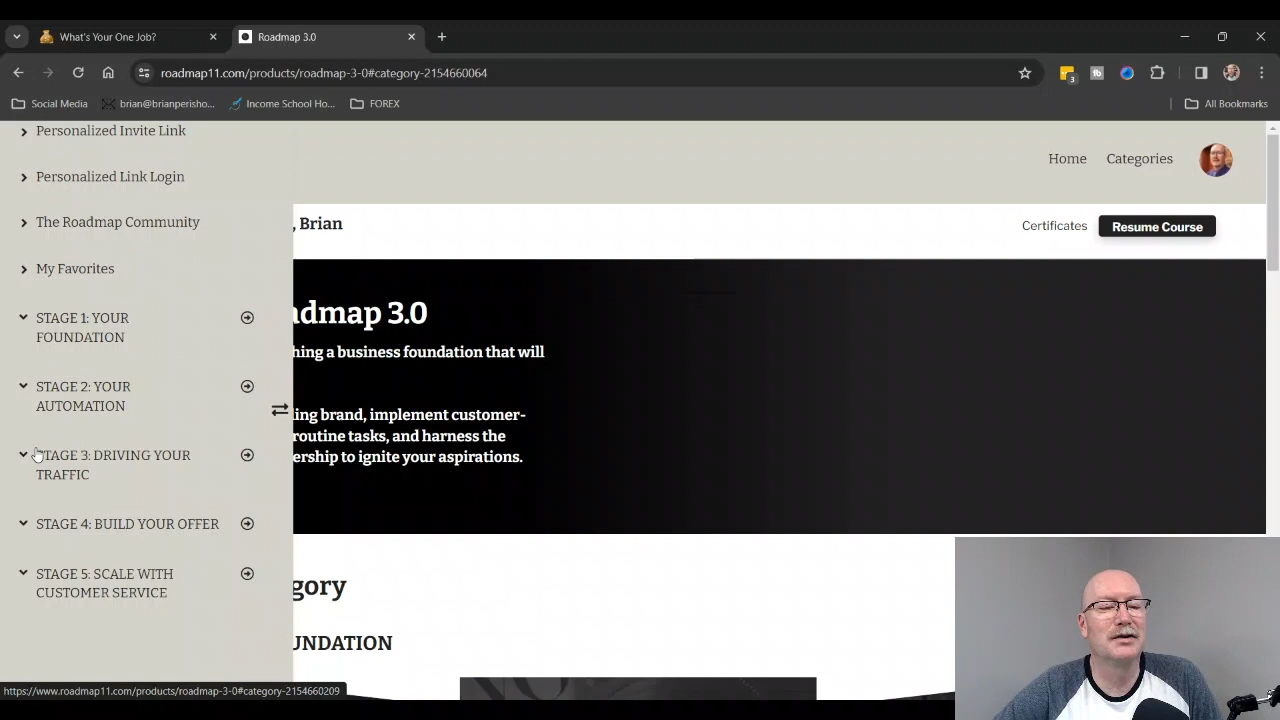 What's Your One Job?
Roadmap 3.0
roadmap11.com/products/roadmap-3-0#category-2154660064
3
Social Media
brian@brianperisho...
Income School Ho...
FOREX
All Bookmarks
Personalized Invite Link
Personalized Link Login
The Roadmap Community
My Favorites
STAGE 1: YOUR
FOUNDATION
STAGE 2: YOUR
AUTOMATION
STAGE 3: DRIVING YOUR
TRAFFIC
STAGE 4: BUILD YOUR OFFER
STAGE 5: SCALE WITH
CUSTOMER SERVICE
https://www.roadmap11.com/products/roadmap-3-0#category-2154660209
Home
Categories
, Brian
Certificates
Resume Course
admap 3.0
hing a business foundation that will
ing brand, implement customer-
routine tasks, and harness the
ership to ignite your aspirations.
gory
UNDATION
NO